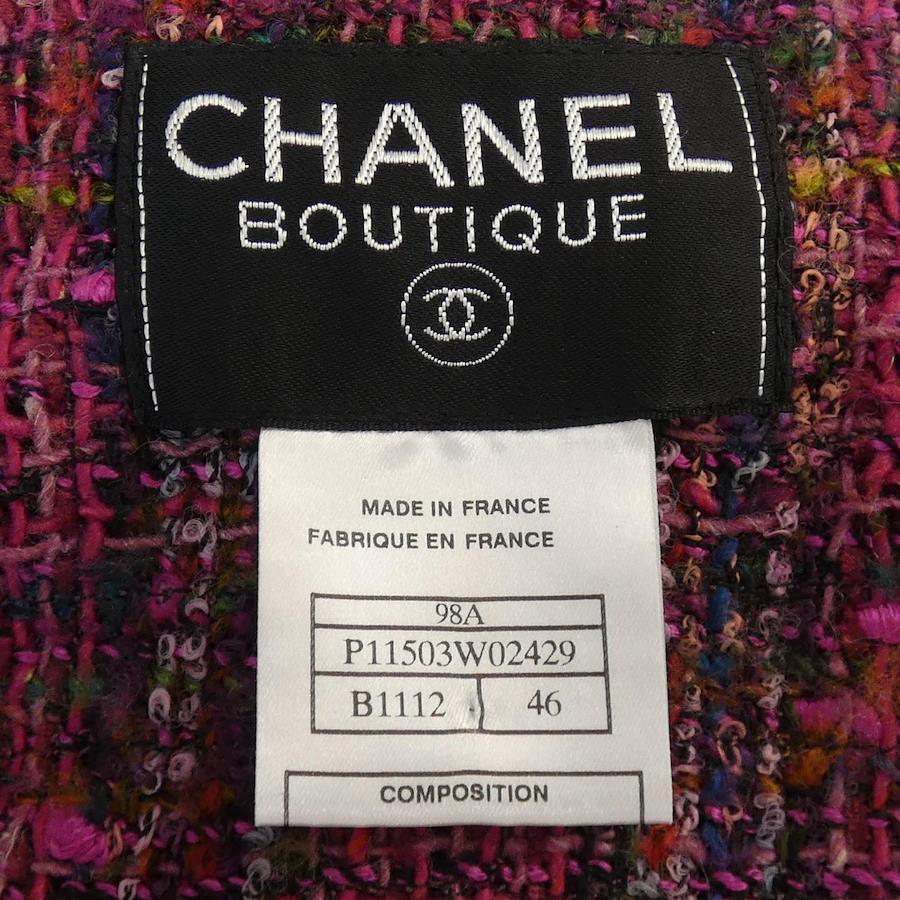 CHANEL
BOUTIQUE
MADE IN FRANCE
FABRIQUE EN FRANCE
98A
P11503W02429
B1112 46
COMPOSITION